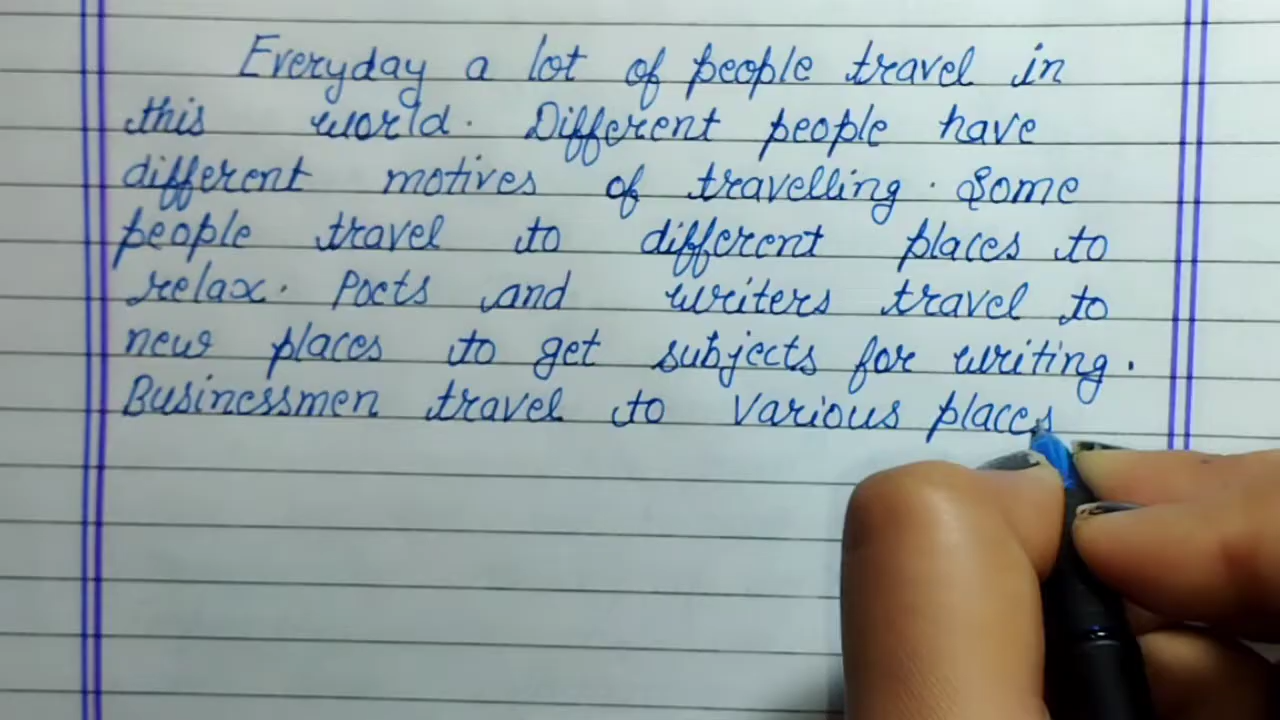 Everyday a lot of people travel in
this world. Different people have
different motives of travelling. Some
people travel to different places to
relax. Poets and writers travel to
new places to get subjects for writing.
Businessmen travel to various places